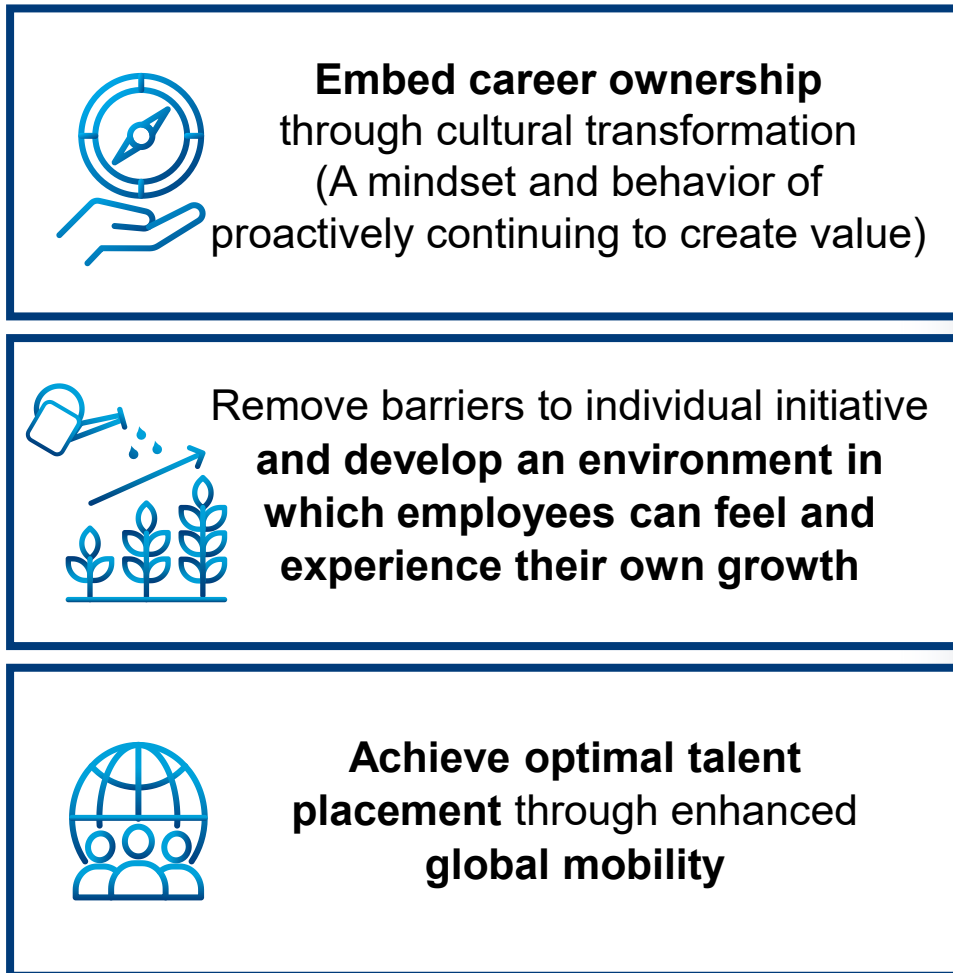 Embed career ownership
through cultural transformation
(A mindset and behavior of
proactively continuing to create value)
Remove barriers to individual initiative
and develop an environment in
which employees can feel and
experience their own growth
Achieve optimal talent
placement through enhanced
global mobility